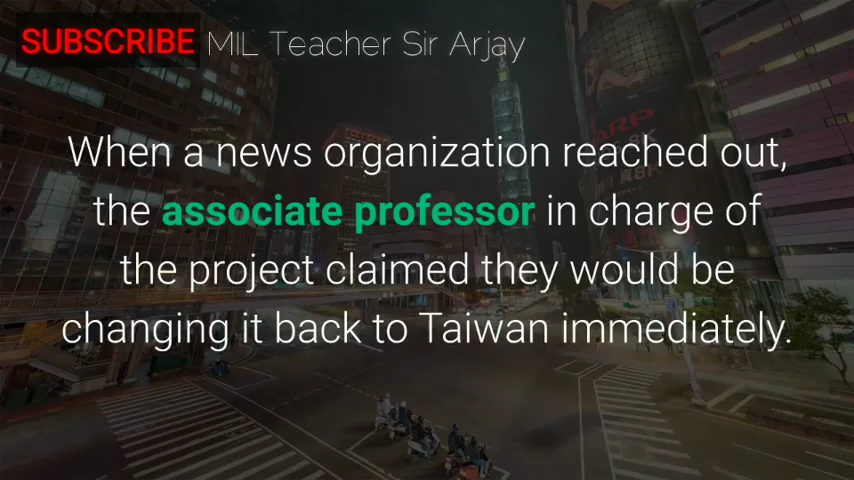 SUBSCRIBE MIL Teacher Sir Arjay
When a news organization reached out,
the associate professor in charge of
the project claimed they would be
changing it back to Taiwan immediately.